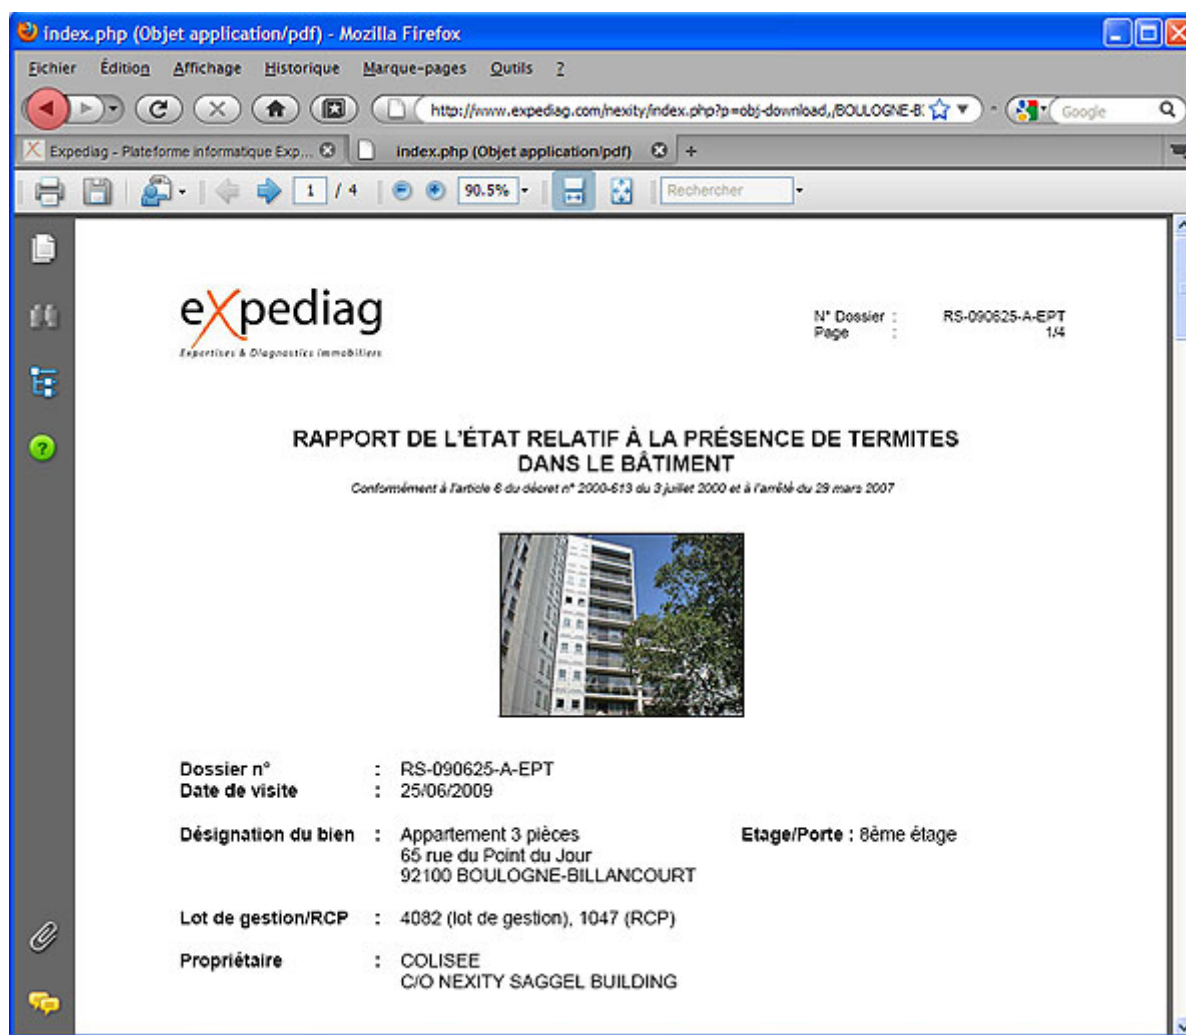 index.php (Objet application/pdf) - Mozilla Firefox
Fichier Édition Affichage Historique Marque-pages Outils ?
http://www.expediag.com/nexity/index.php?p=obj-download,/BOULOGNE-B: Google
Expediag - Plateforme informatique Exp... index.php (Objet application/pdf) +
1 / 4 90.5% Rechercher
eXpediag
Expertises & Diagnostics immobiliers
N° Dossier : RS-090625-A-EPT
Page : 1/4
RAPPORT DE L'ÉTAT RELATIF À LA PRÉSENCE DE TERMITES
DANS LE BÂTIMENT
Conformément à l'article 6 du décret n° 2000-613 du 3 juillet 2000 et à l'arrêté du 29 mars 2007
Dossier n° : RS-090625-A-EPT
Date de visite : 25/06/2009
Désignation du bien : Appartement 3 pièces Etage/Porte : 8ème étage
65 rue du Point du Jour
92100 BOULOGNE-BILLANCOURT
Lot de gestion/RCP : 4082 (lot de gestion), 1047 (RCP)
Propriétaire : COLISEE
C/O NEXITY SAGGEL BUILDING